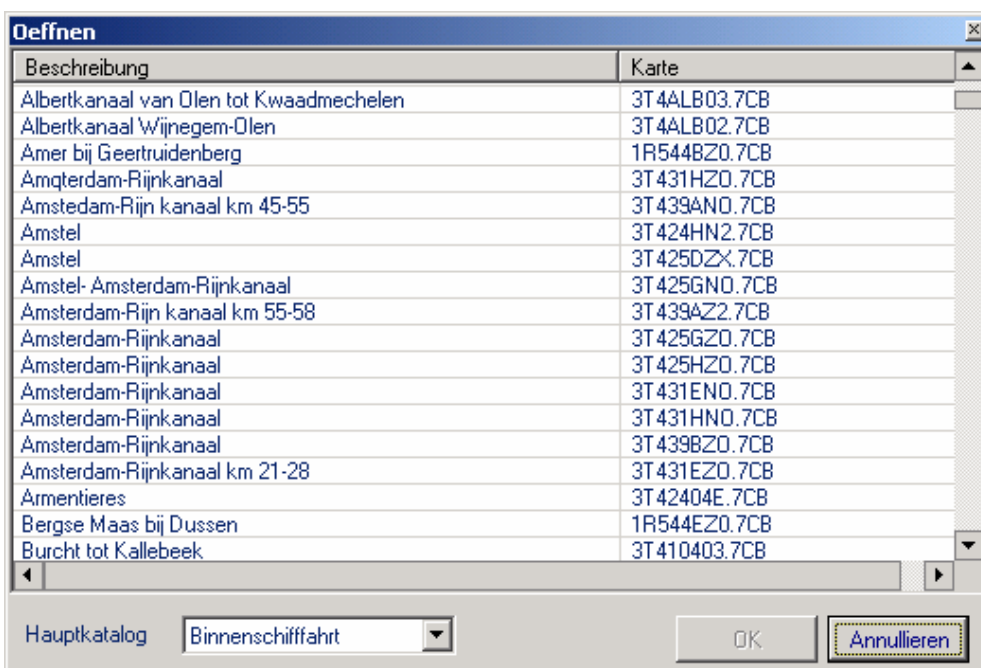 Oeffnen
Beschreibung Karte
Albertkanaal van Olen tot Kwaadmechelen 3T4ALB03.7CB
Albertkanaal Wijnegem-Olen 3T4ALB02.7CB
Amer bij Geertruidenberg 1R544BZ0.7CB
Amqterdam-Rijnkanaal 3T431HZ0.7CB
Amstedam-Rijn kanaal km 45-55 3T439AN0.7CB
Amstel 3T424HN2.7CB
Amstel 3T425DZX.7CB
Amstel- Amsterdam-Rijnkanaal 3T425GN0.7CB
Amsterdam-Rijn kanaal km 55-58 3T439AZ2.7CB
Amsterdam-Rijnkanaal 3T425GZ0.7CB
Amsterdam-Rijnkanaal 3T425HZ0.7CB
Amsterdam-Rijnkanaal 3T431EN0.7CB
Amsterdam-Rijnkanaal 3T431HN0.7CB
Amsterdam-Rijnkanaal 3T439BZ0.7CB
Amsterdam-Rijnkanaal km 21-28 3T431EZ0.7CB
Armentieres 3T42404E.7CB
Bergse Maas bij Dussen 1R544EZ0.7CB
Burcht tot Kallebeek 3T410403.7CB
Hauptkatalog Binnenschifffahrt OK Annullieren